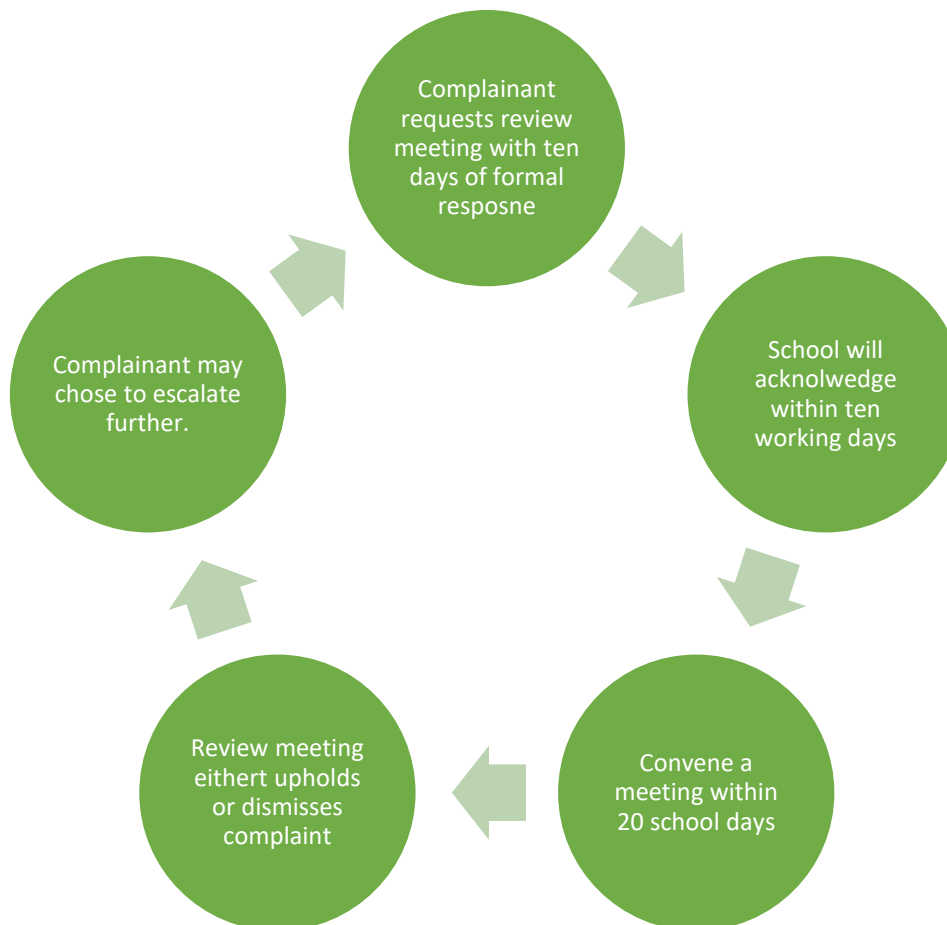 Complainant
requests review
meeting with ten
days of formal
resposne
School will
acknolwedge
within ten
working days
Convene a
meeting within
20 school days
Review meeting
eithert upholds
or dismisses
complaint
Complainant may
chose to escalate
further.